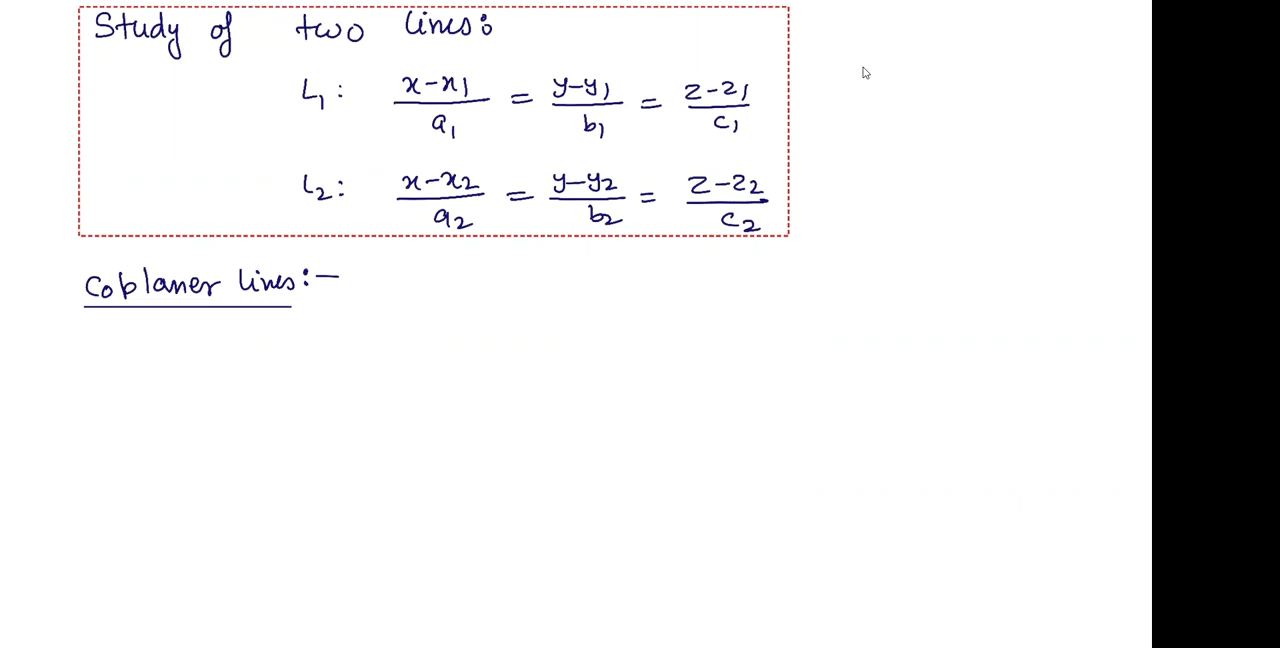 Study of two lines:
L₁: x-x₁/a₁ = y-y₁/b₁ = z-z₁/c₁
L₂: x-x₂/a₂ = y-y₂/b₂ = z-z₂/c₂
Coplaner lines:-